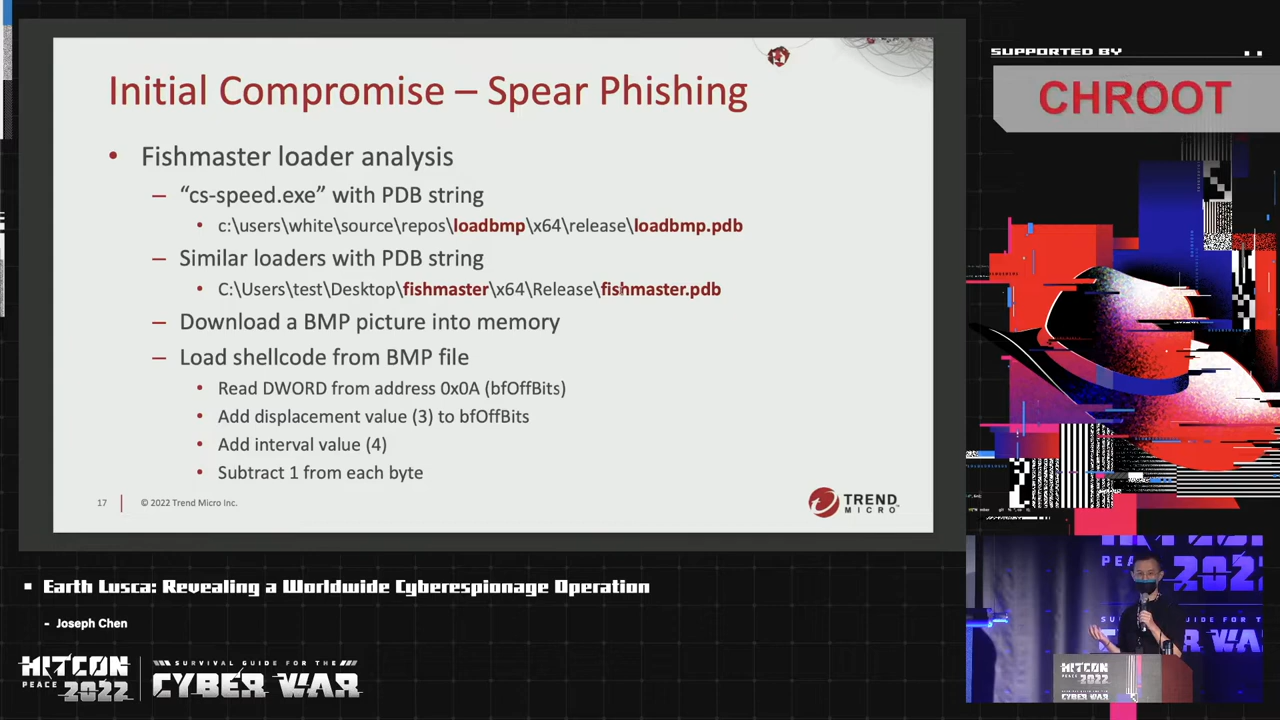 SUPPORTED BY
CHROOT
Initial Compromise – Spear Phishing
• Fishmaster loader analysis
– “cs-speed.exe” with PDB string
• c:\users\white\source\repos\loadbmp\x64\release\loadbmp.pdb
– Similar loaders with PDB string
• C:\Users\test\Desktop\fishmaster\x64\Release\fishmaster.pdb
– Download a BMP picture into memory
– Load shellcode from BMP file
• Read DWORD from address 0x0A (bfOffBits)
• Add displacement value (3) to bfOffBits
• Add interval value (4)
• Subtract 1 from each byte
17 © 2022 Trend Micro Inc.
TREND MICRO
Earth Lusca: Revealing a Worldwide Cyberespionage Operation
- Joseph Chen
HITCON
PEACE 2022
SURVIVAL GUIDE FOR THE
CYBER WAR
HITCON
PEACE 2022